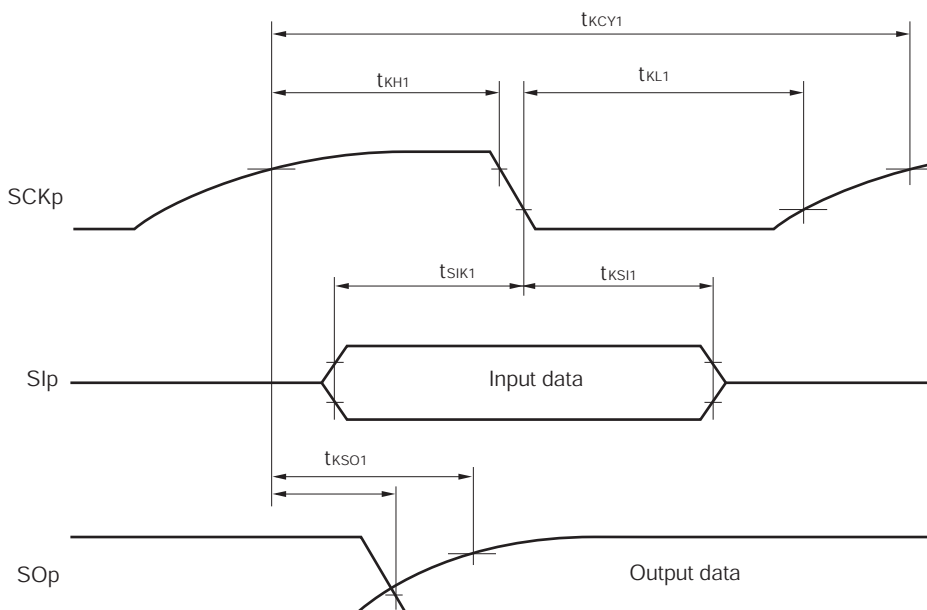 tKCY1
tKH1
tKL1
SCKp
tSIK1
tKSI1
SIp
Input data
tKSO1
SOp
Output data